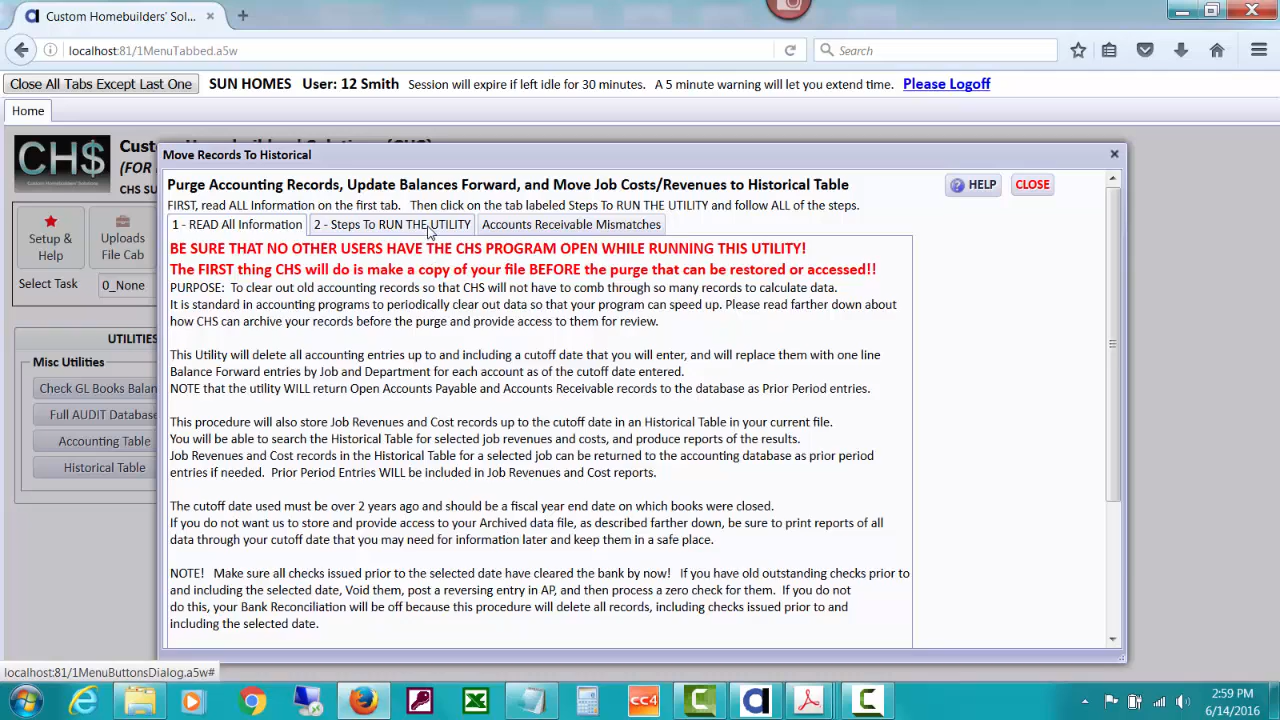 Custom Homebuilders' Sol...
localhost:81/1MenuTabbed.a5w
Search
Close All Tabs Except Last One
SUN HOMES User: 12 Smith Session will expire if left idle for 30 minutes. A 5 minute warning will let you extend time. Please Logoff
Home
CH$
Custom Homebuilders Solutions
(FOR
CHS SU
Setup &
Help
Uploads
File Cab
Select Task
0_None
UTILITIES
Misc Utilities
Check GL Books Balan
Full AUDIT Database
Accounting Table
Historical Table
Move Records To Historical
Purge Accounting Records, Update Balances Forward, and Move Job Costs/Revenues to Historical Table
HELP
CLOSE
FIRST, read ALL Information on the first tab. Then click on the tab labeled Steps To RUN THE UTILITY and follow ALL of the steps.
1 - READ All Information
2 - Steps To RUN THE UTILITY
Accounts Receivable Mismatches
BE SURE THAT NO OTHER USERS HAVE THE CHS PROGRAM OPEN WHILE RUNNING THIS UTILITY!
The FIRST thing CHS will do is make a copy of your file BEFORE the purge that can be restored or accessed!!
PURPOSE: To clear out old accounting records so that CHS will not have to comb through so many records to calculate data.
It is standard in accounting programs to periodically clear out data so that your program can speed up. Please read farther down about
how CHS can archive your records before the purge and provide access to them for review.
This Utility will delete all accounting entries up to and including a cutoff date that you will enter, and will replace them with one line
Balance Forward entries by Job and Department for each account as of the cutoff date entered.
NOTE that the utility WILL return Open Accounts Payable and Accounts Receivable records to the database as Prior Period entries.
This procedure will also store Job Revenues and Cost records up to the cutoff date in an Historical Table in your current file.
You will be able to search the Historical Table for selected job revenues and costs, and produce reports of the results.
Job Revenues and Cost records in the Historical Table for a selected job can be returned to the accounting database as prior period
entries if needed. Prior Period Entries WILL be included in Job Revenues and Cost reports.
The cutoff date used must be over 2 years ago and should be a fiscal year end date on which books were closed.
If you do not want us to store and provide access to your Archived data file, as described farther down, be sure to print reports of all
data through your cutoff date that you may need for information later and keep them in a safe place.
NOTE! Make sure all checks issued prior to the selected date have cleared the bank by now! If you have old outstanding checks prior to
and including the selected date, Void them, post a reversing entry in AP, and then process a zero check for them. If you do not
do this, your Bank Reconciliation will be off because this procedure will delete all records, including checks issued prior to and
including the selected date.
localhost:81/1MenuButtonsDialog.a5w#
CC4
2:59 PM
6/14/2016